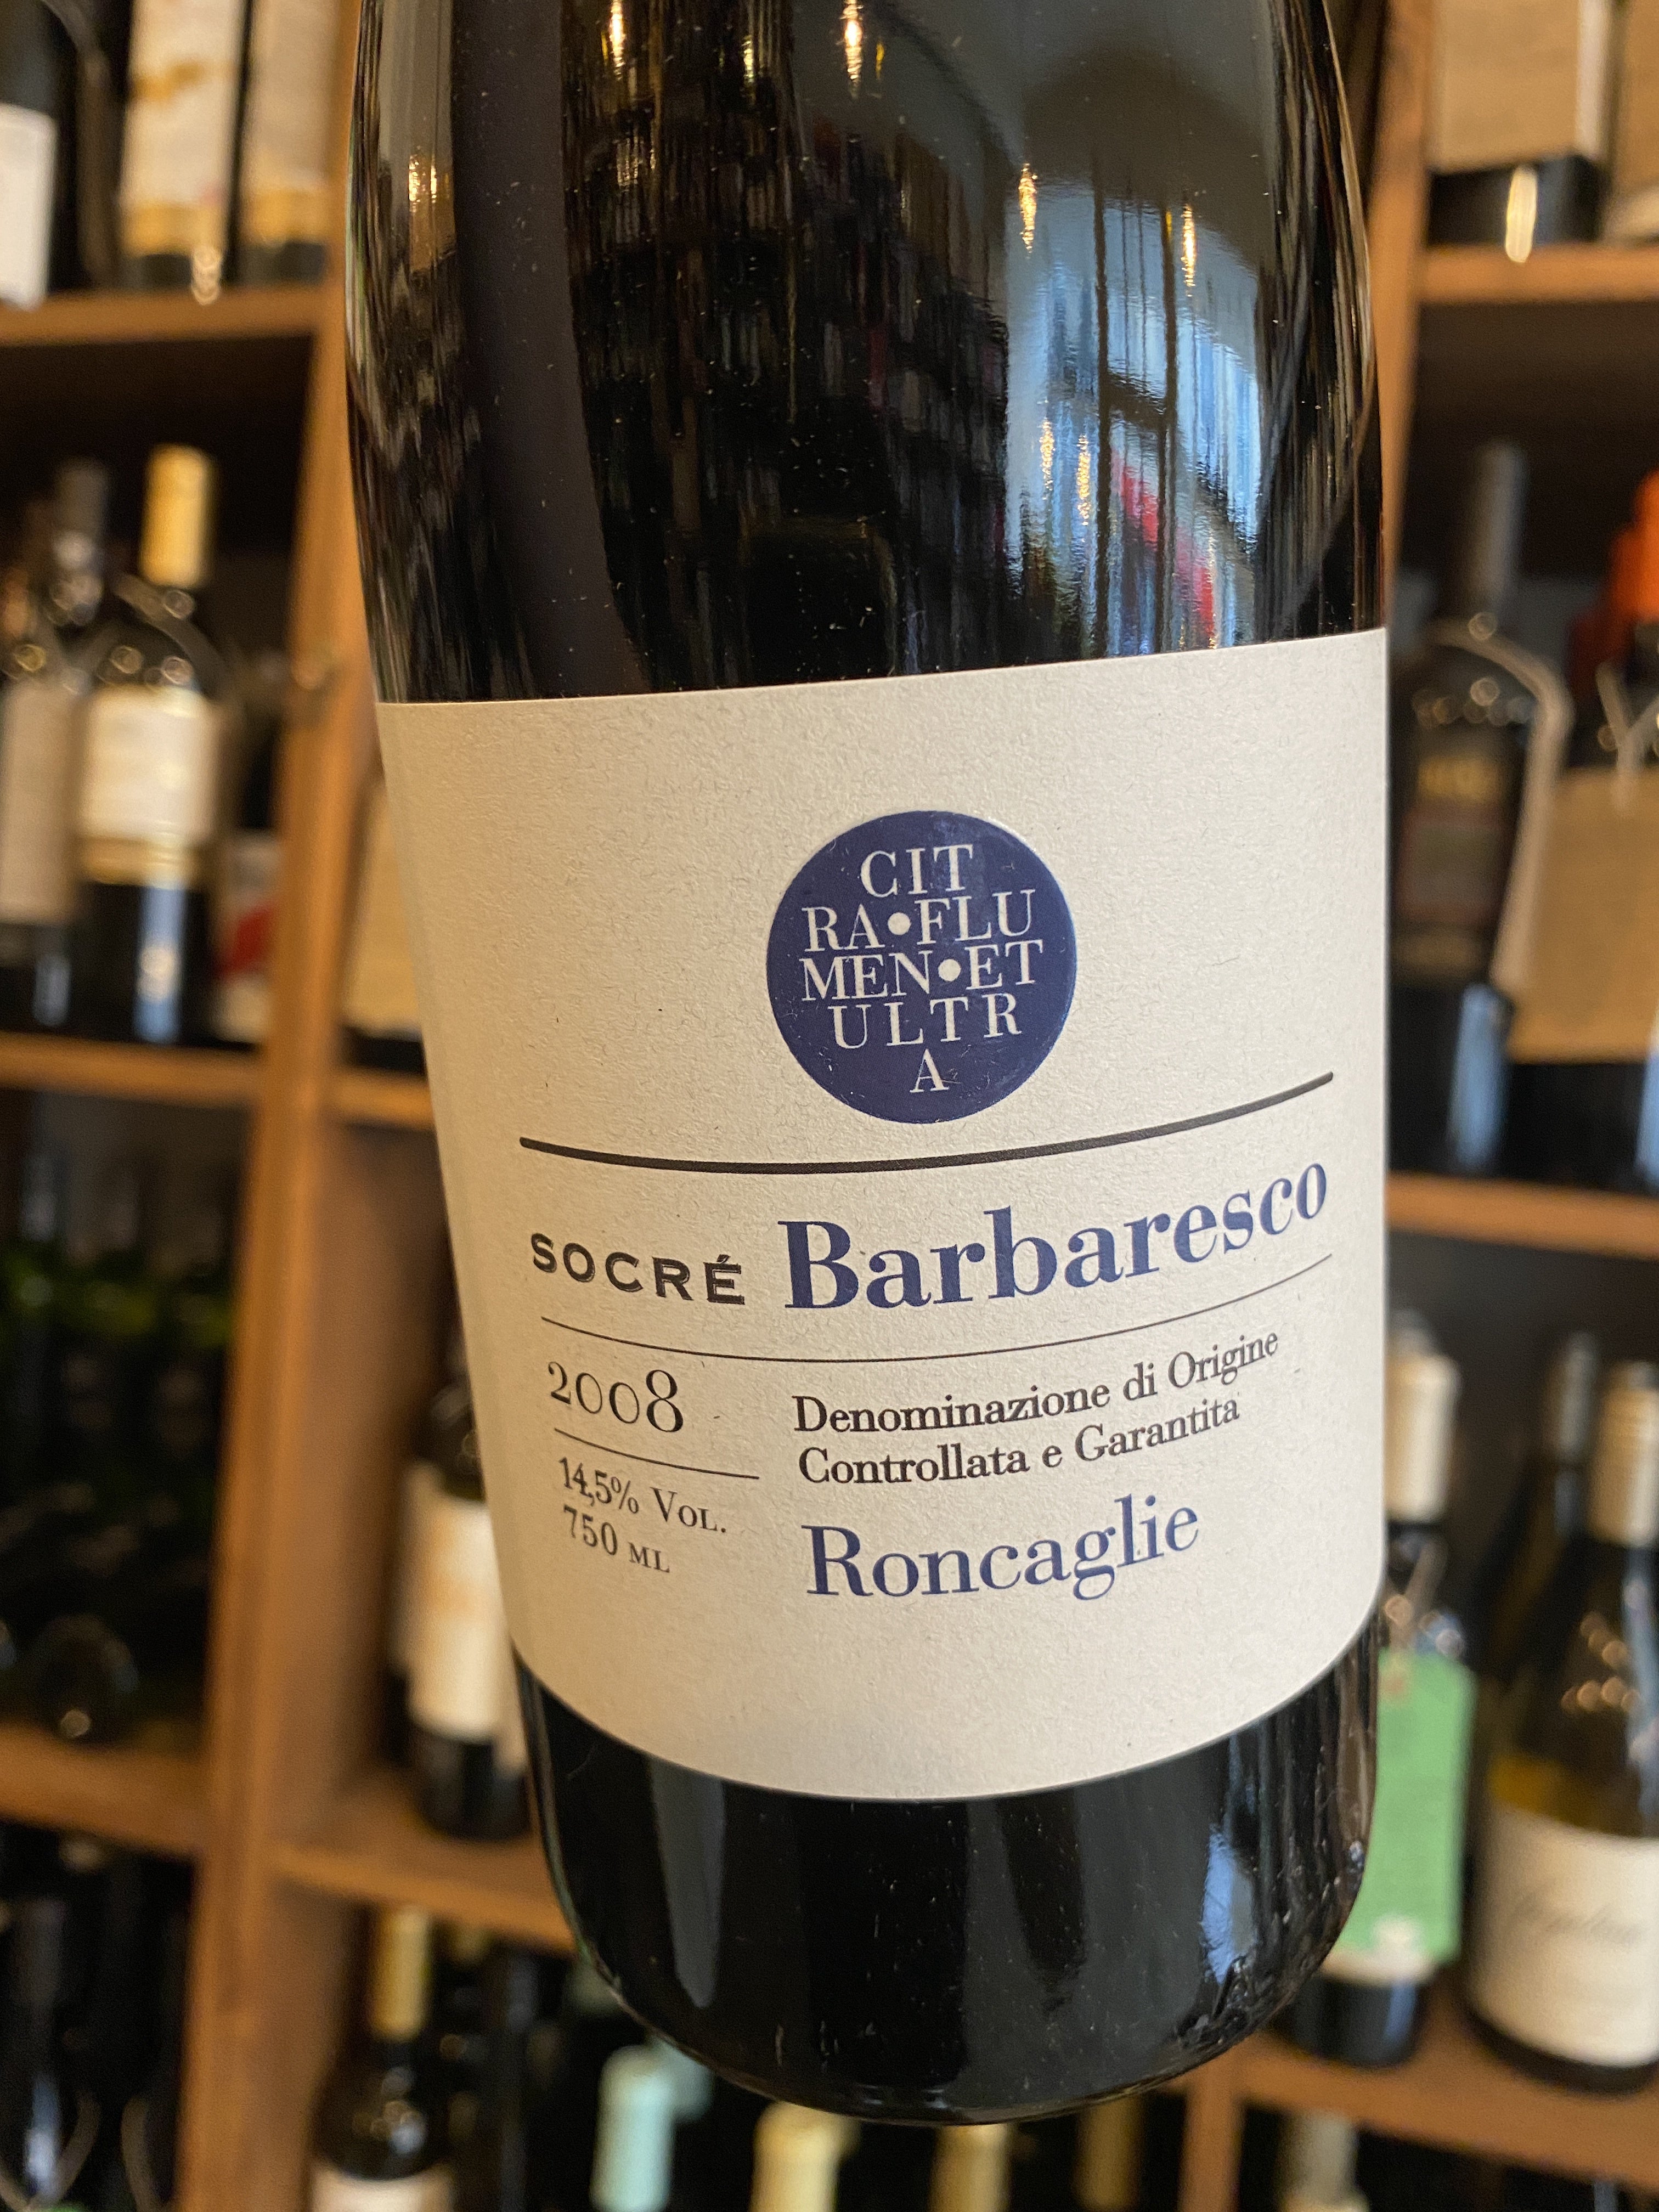 CIT
RA•FLU
MEN•ET
ULTR
A
SOCRÉ Barbaresco
2008
14,5% VOL.
750 ML
Denominazione di Origine
Controllata e Garantita
Roncaglie